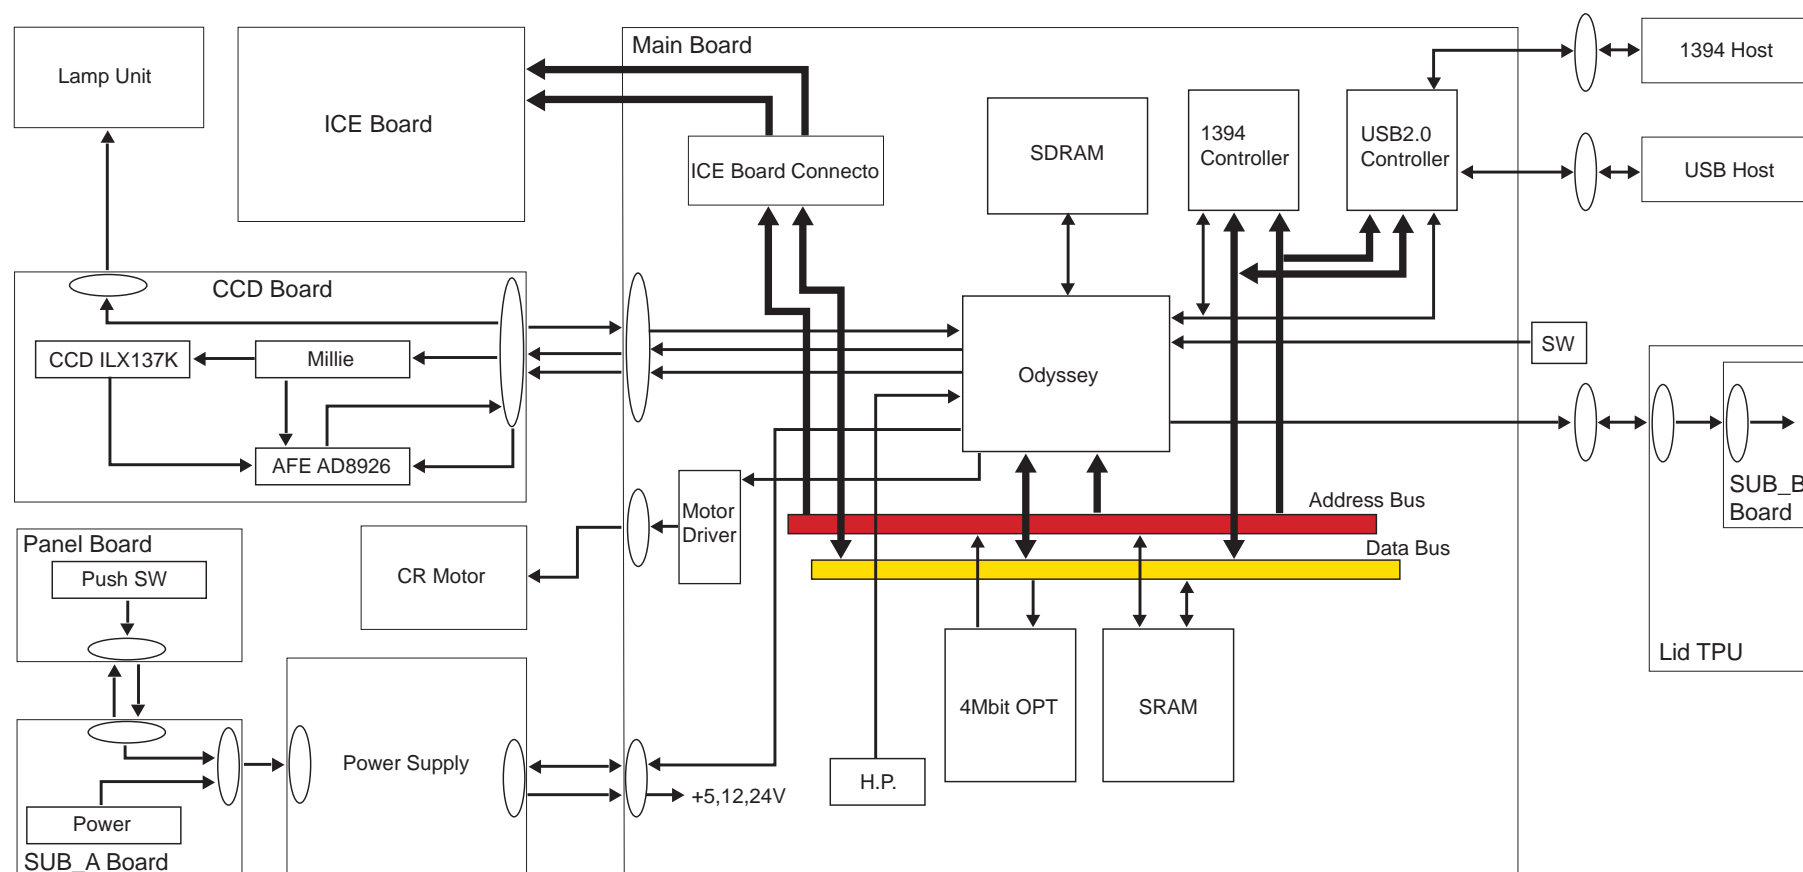 Main Board
Lamp Unit
ICE Board
1394 Host
SDRAM
1394
Controller
USB2.0
Controller
ICE Board Connecto
USB Host
CCD Board
CCD ILX137K
Millie
Odyssey
SW
AFE AD8926
SUB_B
Board
Address Bus
Motor
Driver
Panel Board
Data Bus
Push SW
CR Motor
Lid TPU
4Mbit OPT
SRAM
Power Supply
H.P.
+5,12,24V
Power
SUB_A Board